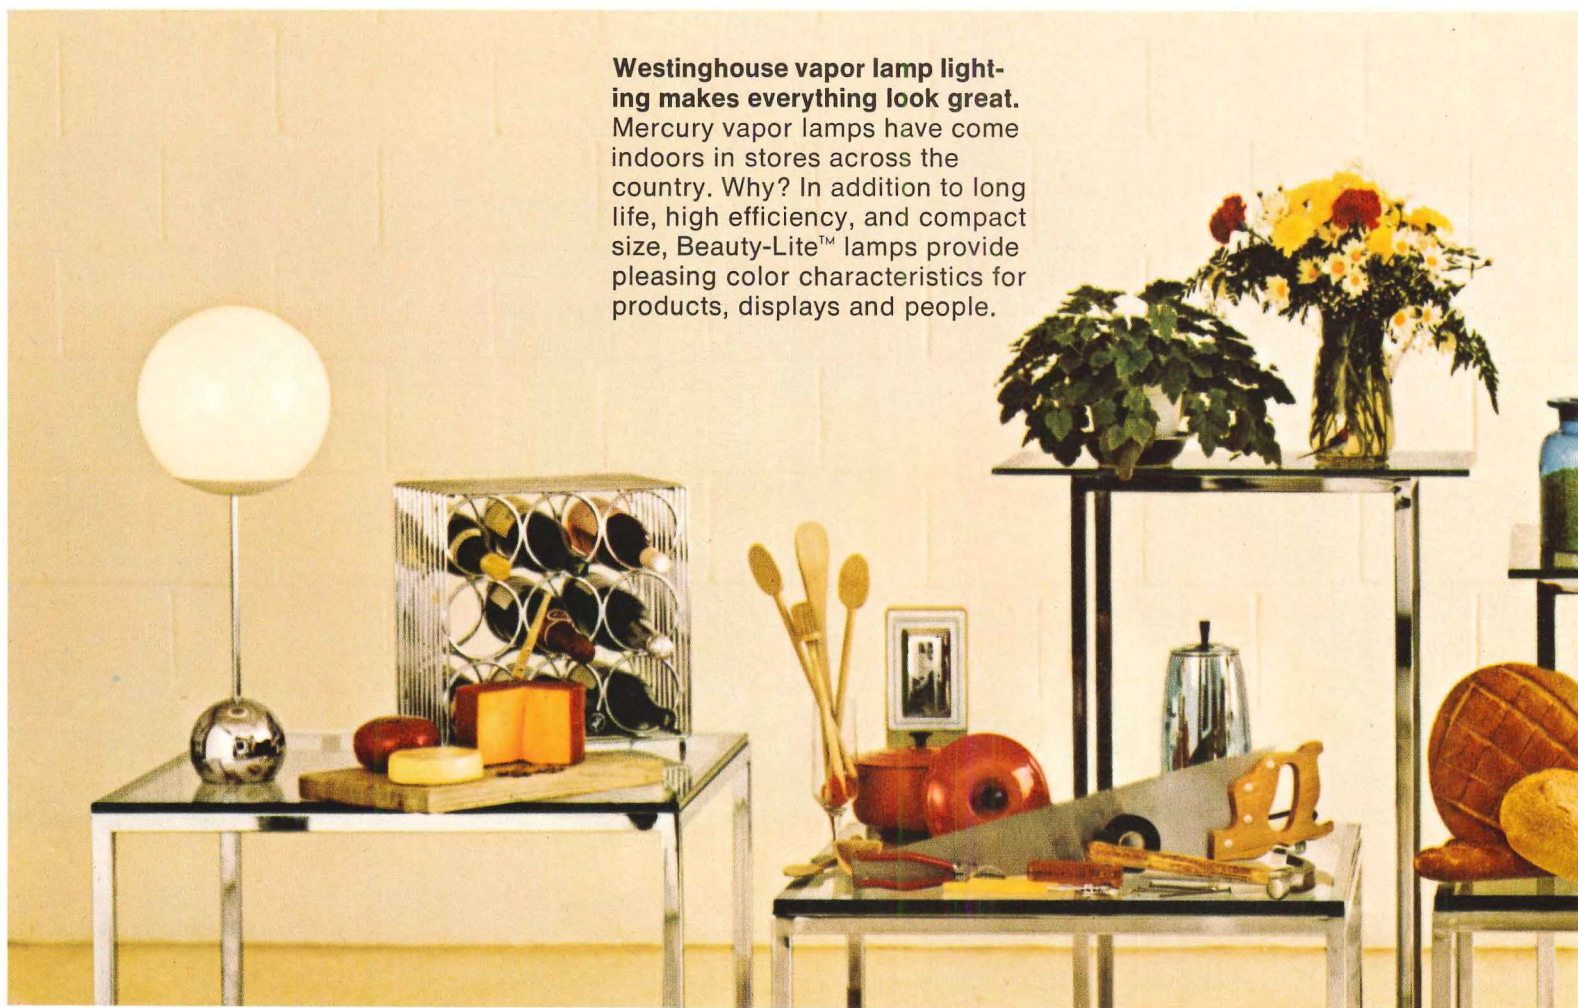 Westinghouse vapor lamp light-
ing makes everything look great.
Mercury vapor lamps have come
indoors in stores across the
country. Why? In addition to long
life, high efficiency, and compact
size, Beauty-Lite™ lamps provide
pleasing color characteristics for
products, displays and people.